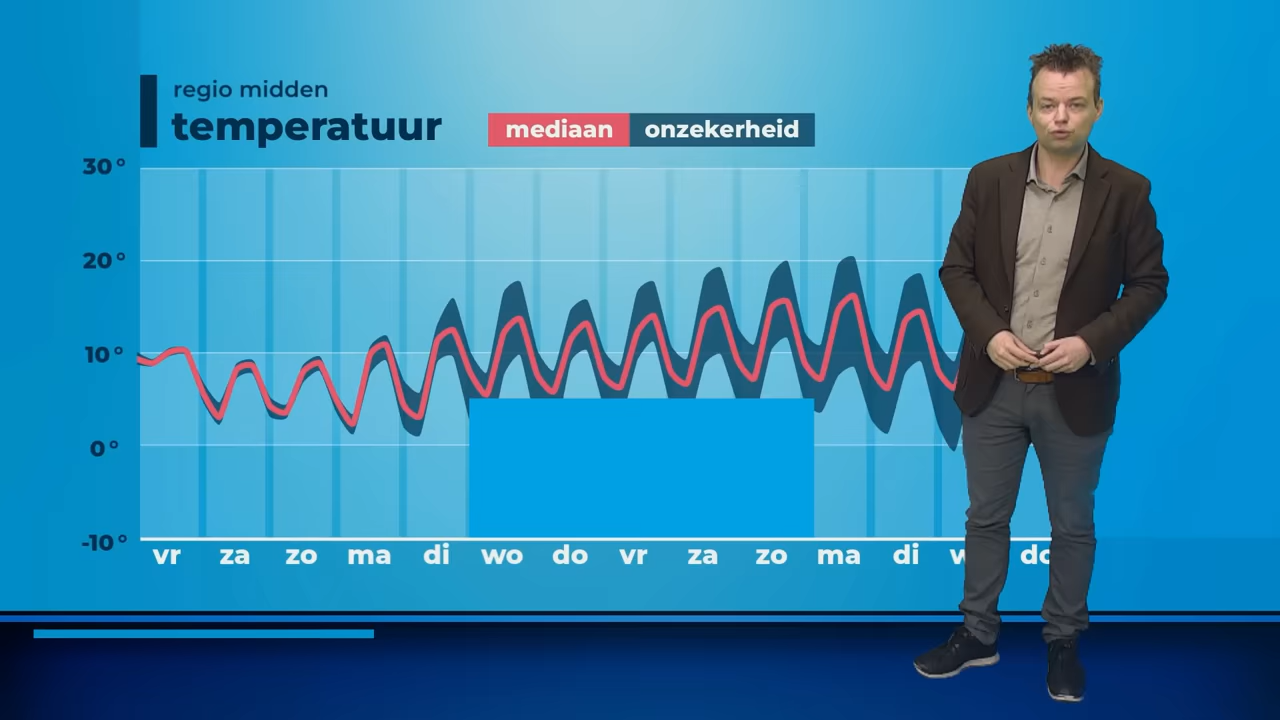 regio midden
temperatuur
mediaan onzekerheid
30°
20°
10°
0°
-10°
vr za zo ma di wo do vr za zo ma di do